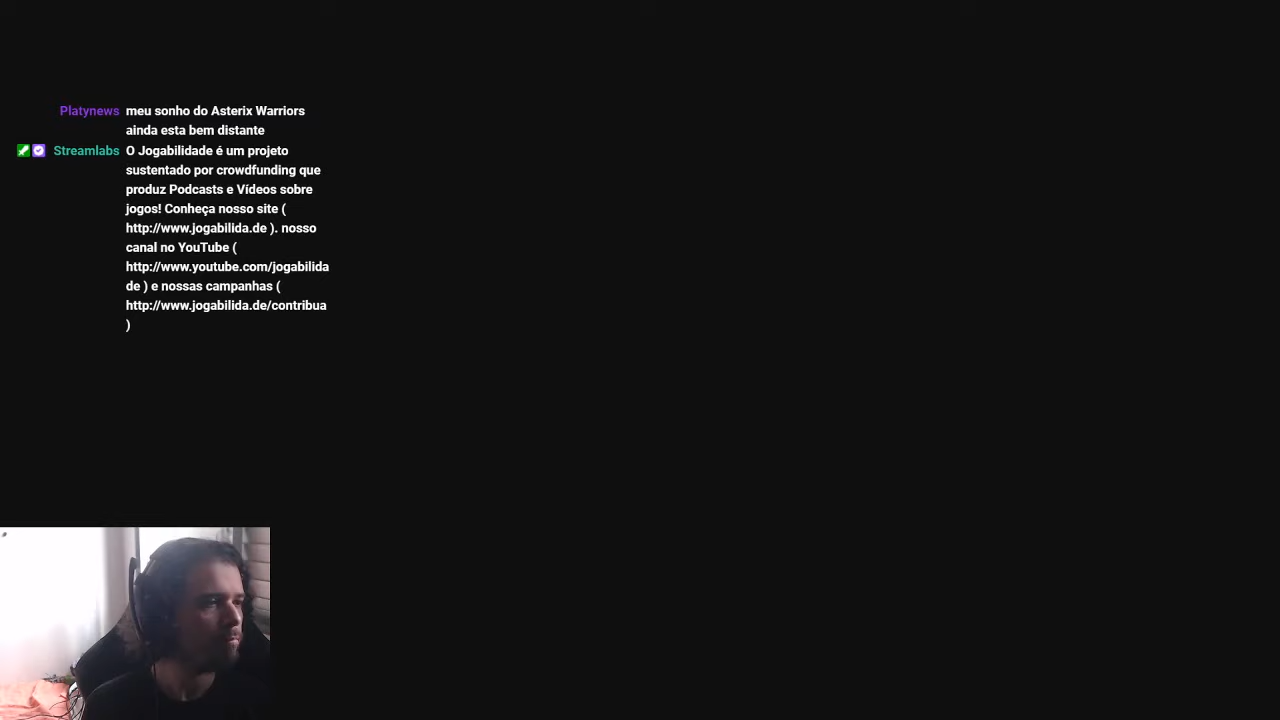 Platynews meu sonho do Asterix Warriors
ainda esta bem distante
Streamlabs O Jogabilidade é um projeto
sustentado por crowdfunding que
produz Podcasts e Vídeos sobre
jogos! Conheça nosso site (
http://www.jogabilida.de ). nosso
canal no YouTube (
http://www.youtube.com/jogabilida
de ) e nossas campanhas (
http://www.jogabilida.de/contribua
)